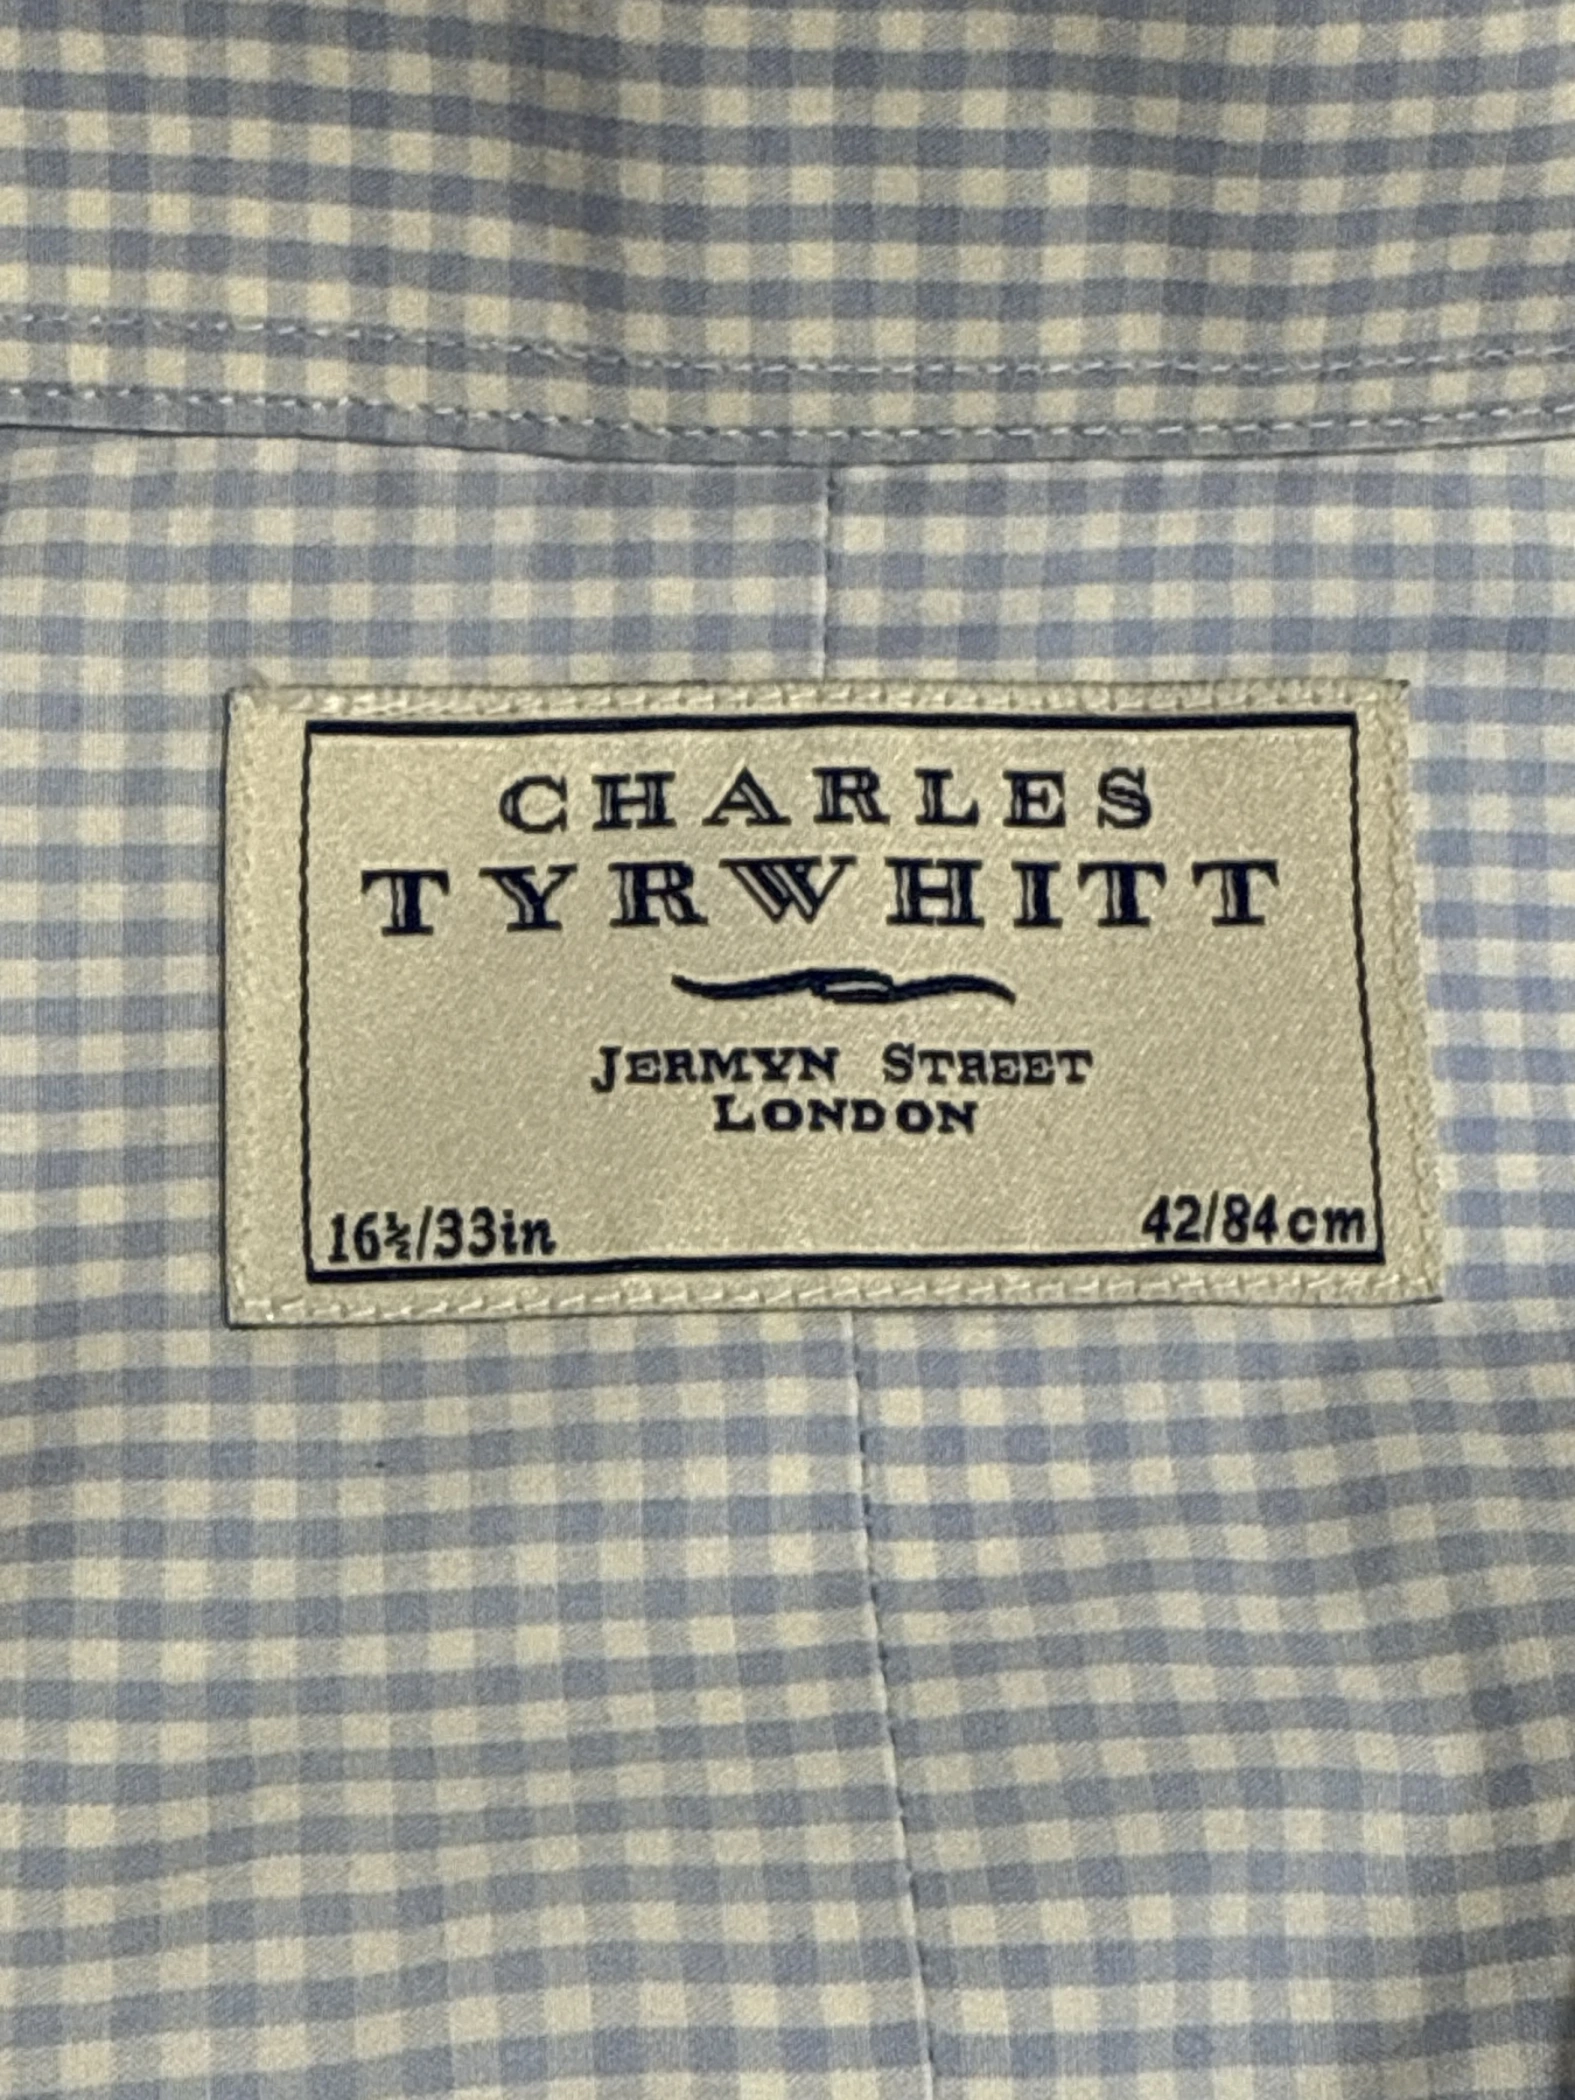 CHARLES
TYRWHITT
JERMYN STREET
LONDON
16½/33in 42/84cm